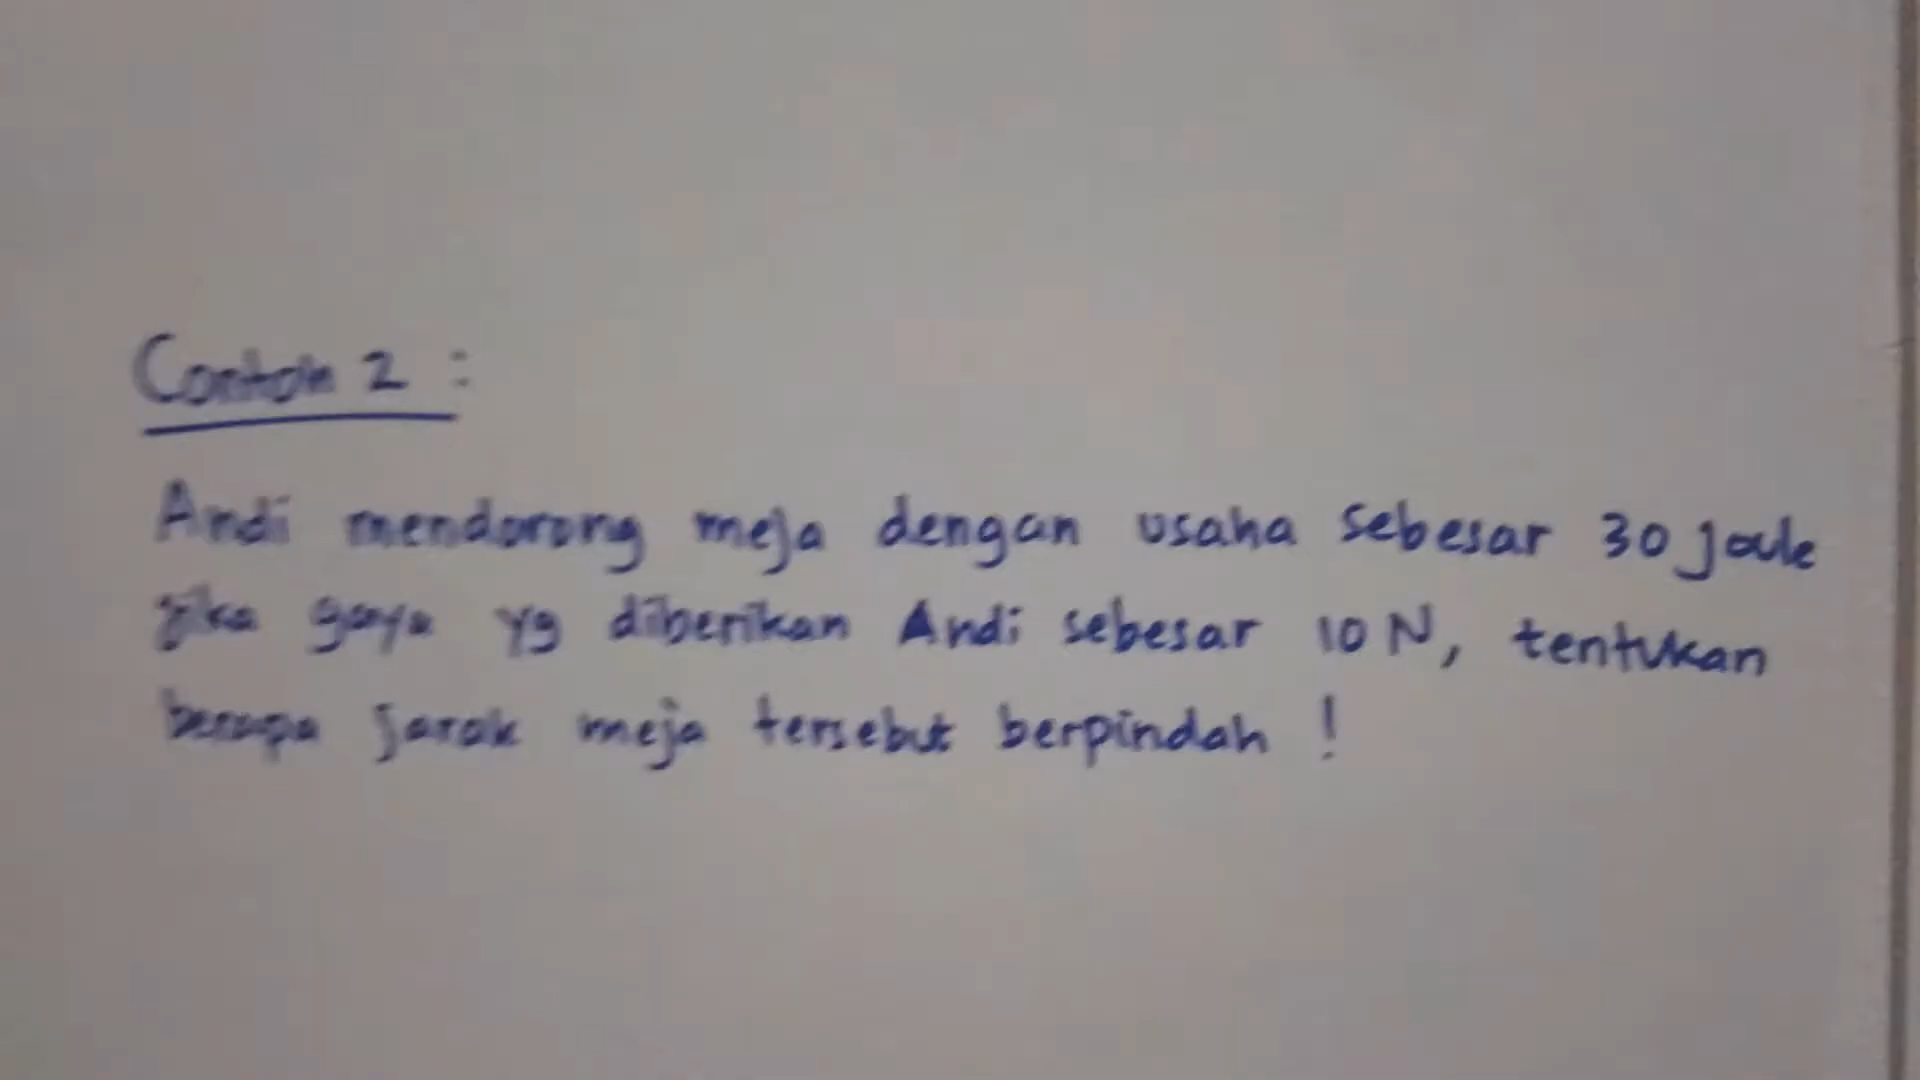 Contoh 2 :
Andi mendorong meja dengan usaha sebesar 30 joule
jika gaya yg diberikan Andi sebesar 10 N, tentukan
berapa jarak meja tersebut berpindah !